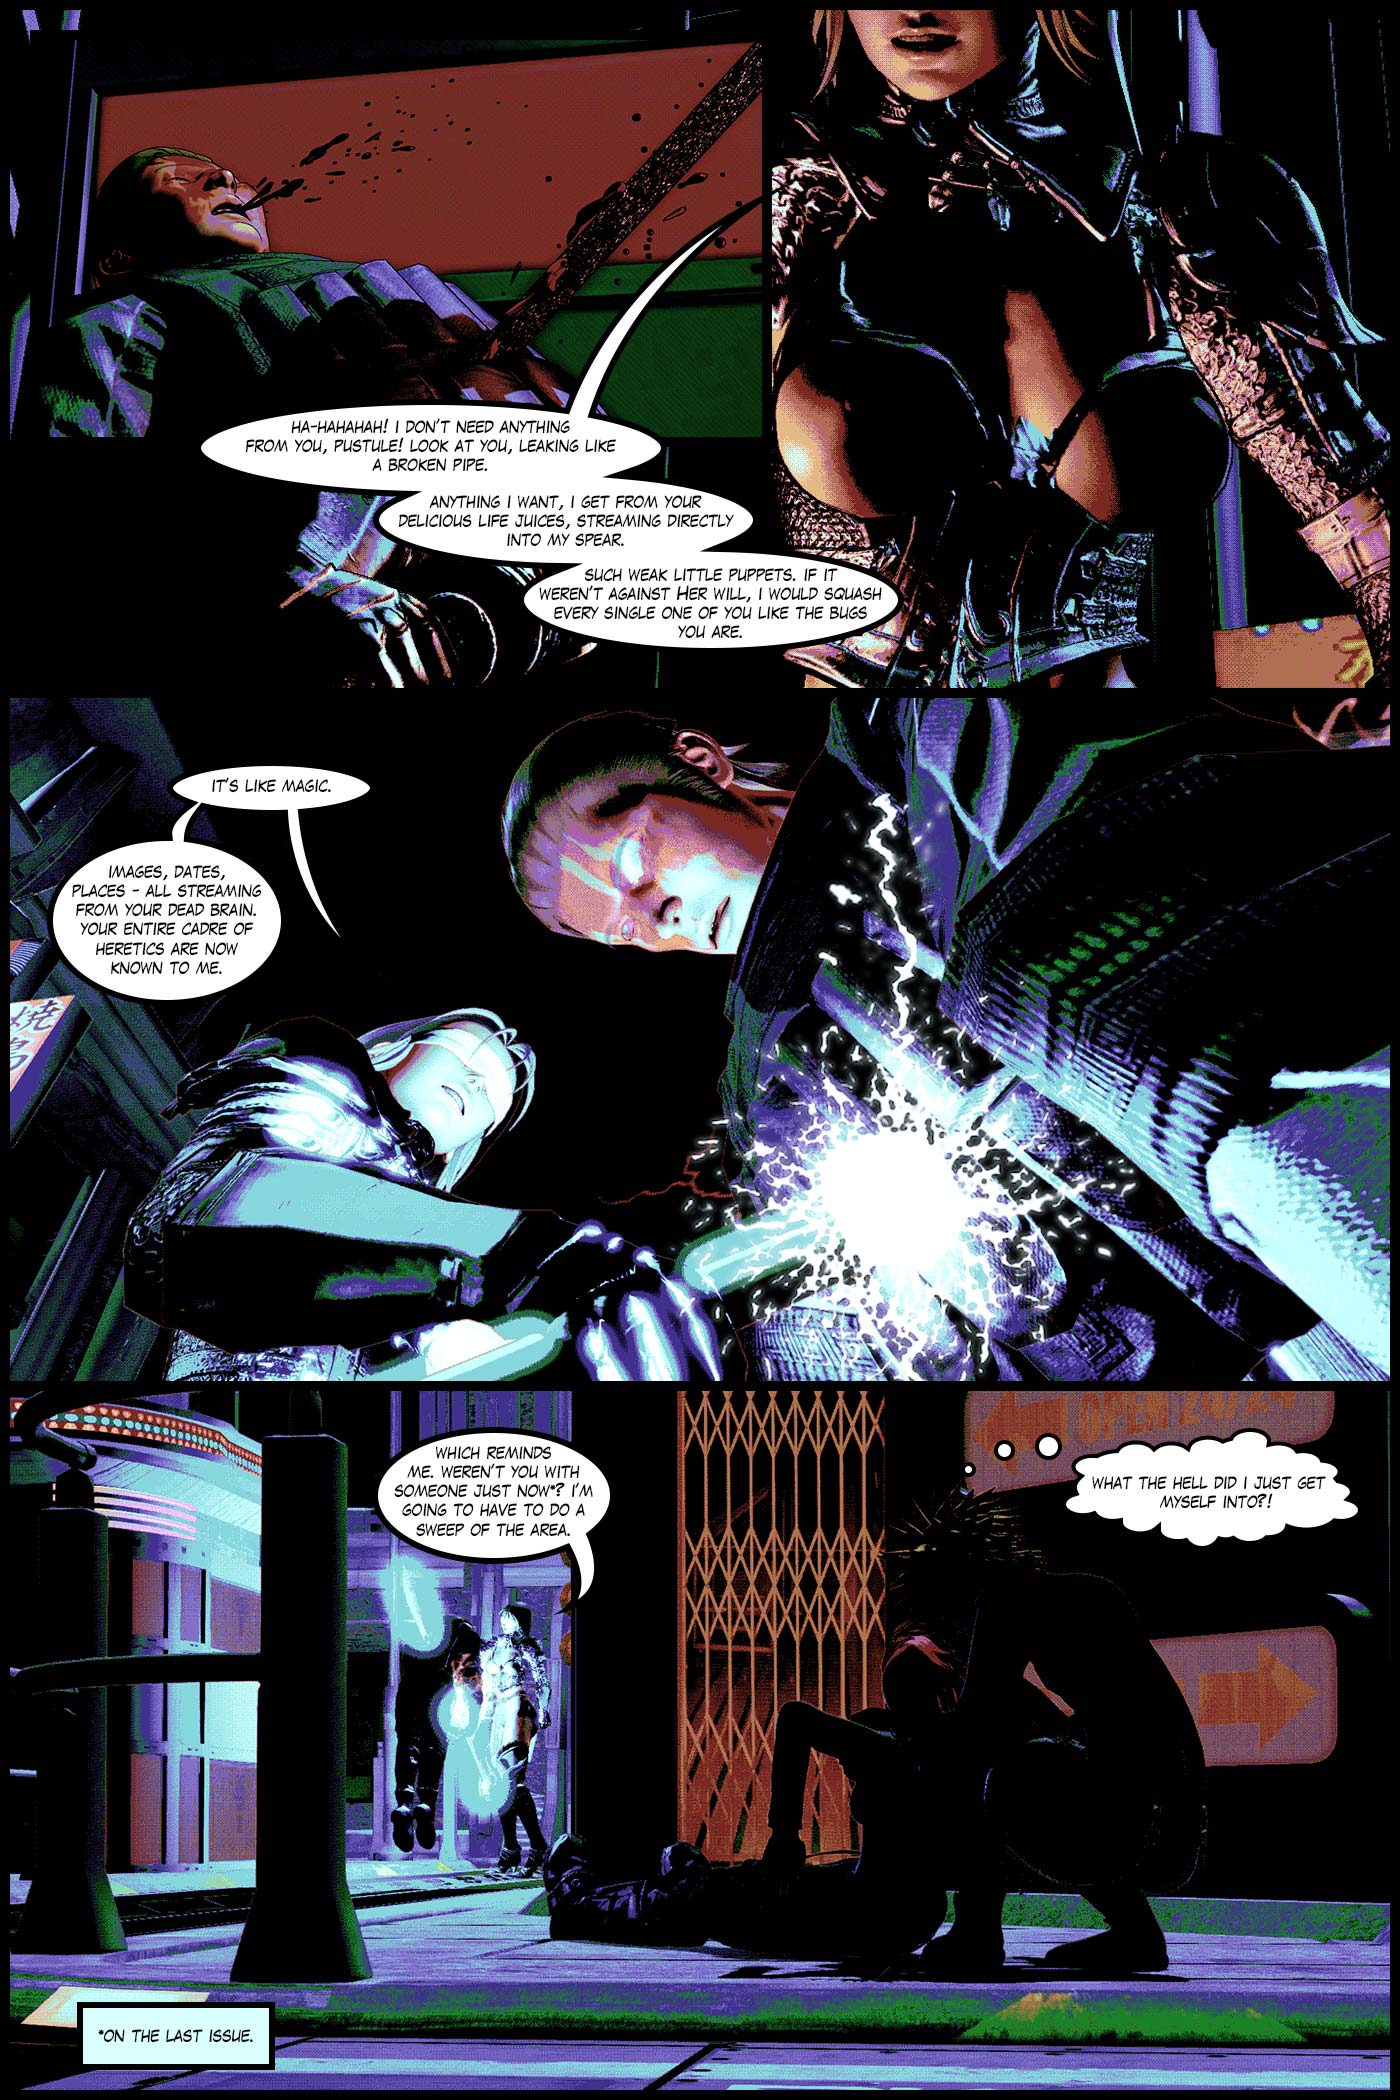 HA-HAHAHAH! I DON'T NEED ANYTHING
FROM YOU, PUSTULE! LOOK AT YOU, LEAKING LIKE
A BROKEN PIPE.
ANYTHING I WANT, I GET FROM YOUR
DELICIOUS LIFE JUICES, STREAMING DIRECTLY
INTO MY SPEAR.
SUCH WEAK LITTLE PUPPETS. IF IT
WEREN'T AGAINST HER WILL, I WOULD SQUASH
EVERY SINGLE ONE OF YOU LIKE THE BUGS
YOU ARE.
IT'S LIKE MAGIC.
IMAGES, DATES,
PLACES - ALL STREAMING
FROM YOUR DEAD BRAIN.
YOUR ENTIRE CADRE OF
HERETICS ARE NOW
KNOWN TO ME.
焼
WHICH REMINDS
ME. WEREN'T YOU WITH
SOMEONE JUST NOW*? I'M
GOING TO HAVE TO DO A
SWEEP OF THE AREA.
OPEN 24/24
WHAT THE HELL DID I JUST GET
MYSELF INTO?!
*ON THE LAST ISSUE.